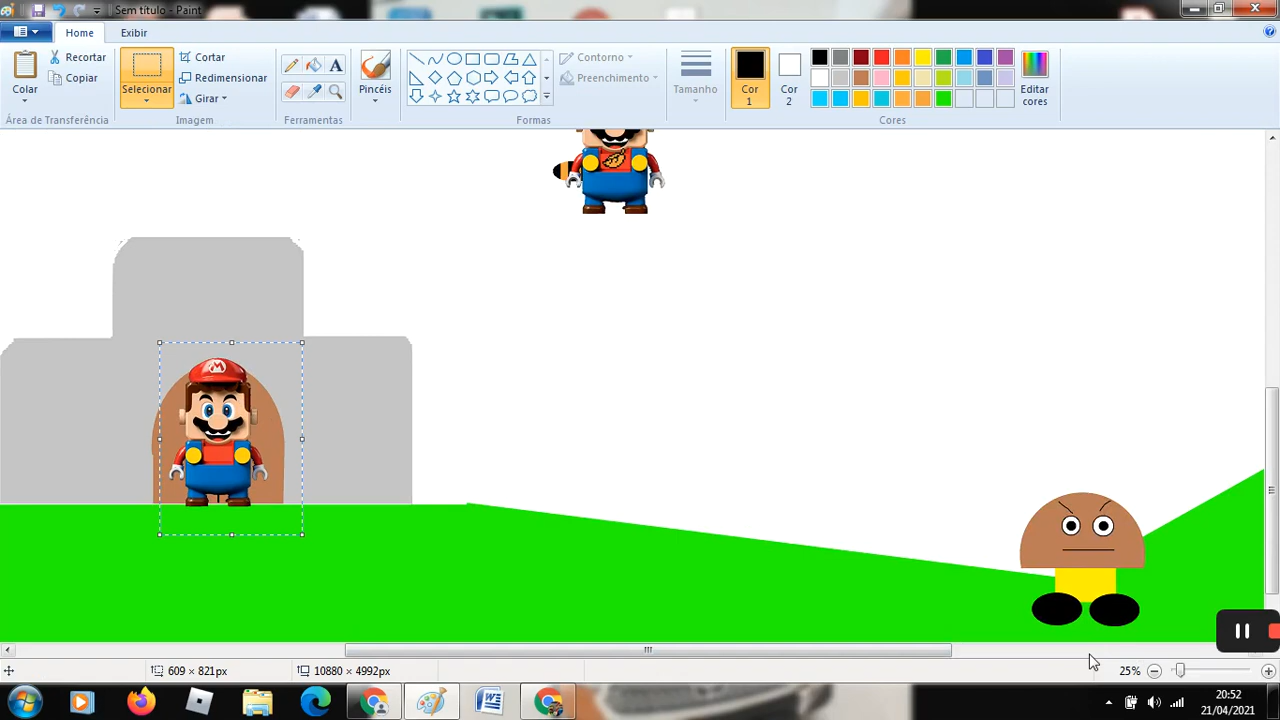 Sem título - Paint
Home
Exibir
Colar
Recortar
Copiar
Área de Transferência
Selecionar
Cortar
Redimensionar
Girar
Imagem
A
Ferramentas
Pincéis
Contorno
Preenchimento
Formas
Tamanho
Cor
1
Cor
2
Editar
cores
Cores
M
609 × 821px
10880 × 4992px
25%
W
20:52
21/04/2021